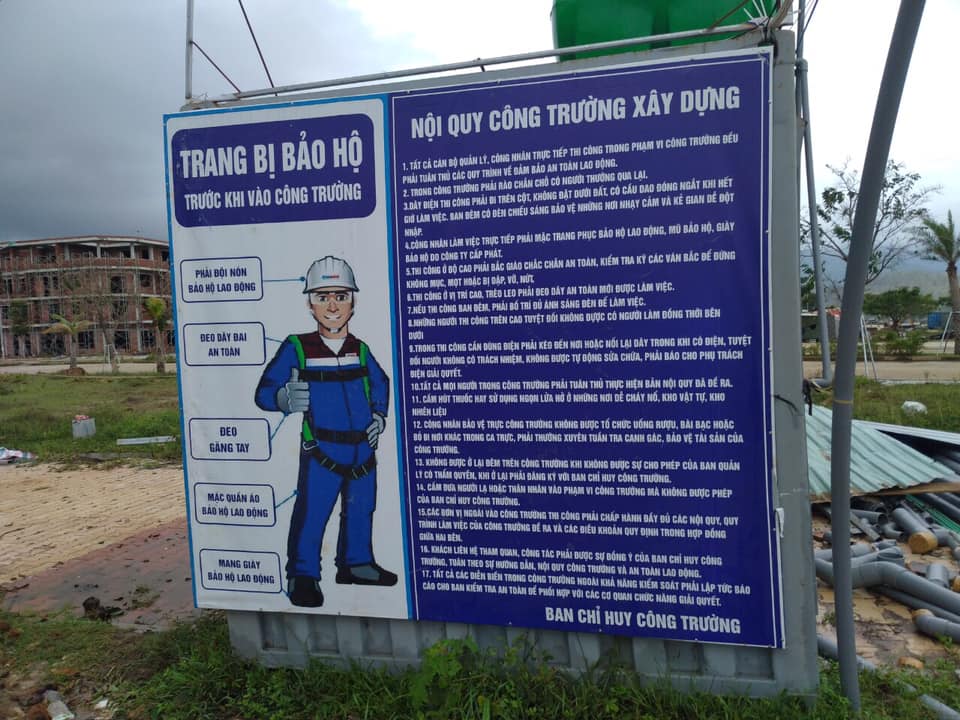 TRANG BỊ BẢO HỘ
TRƯỚC KHI VÀO CÔNG TRƯỜNG
PHẢI ĐỘI NÓN
BẢO HỘ LAO ĐỘNG
ĐEO DÂY ĐAI
AN TOÀN
ĐEO
GĂNG TAY
MẶC QUẦN ÁO
BẢO HỘ LAO ĐỘNG
MANG GIÀY
BẢO HỘ LAO ĐỘNG
NỘI QUY CÔNG TRƯỜNG XÂY DỰNG
1. TẤT CẢ CÁN BỘ QUẢN LÝ, CÔNG NHÂN TRỰC TIẾP THI CÔNG TRONG PHẠM VI CÔNG TRƯỜNG ĐỀU
PHẢI TUÂN THỦ CÁC QUY TRÌNH VỀ ĐẢM BẢO AN TOÀN LAO ĐỘNG.
2. TRONG CÔNG TRƯỜNG PHẢI RÀO CHẮN CHỖ CÓ NGƯỜI THƯỜNG QUA LẠI.
3.DÂY ĐIỆN THI CÔNG PHẢI ĐI TRÊN CỘT, KHÔNG ĐẶT DƯỚI ĐẤT, CÓ CẦU DAO ĐÓNG NGẮT KHI HẾT
GIỜ LÀM VIỆC. BAN ĐÊM CÓ ĐÈN CHIẾU SÁNG BẢO VỆ NHỮNG NƠI NHẠY CẢM VÀ KẺ GIAN DỄ ĐỘT
NHẬP.
4.CÔNG NHÂN LÀM VIỆC TRỰC TIẾP PHẢI MẶC TRANG PHỤC BẢO HỘ LAO ĐỘNG, MŨ BẢO HỘ, GIÀY
BẢO HỘ DO CÔNG TY CẤP PHÁT.
5.THI CÔNG Ở ĐỘ CAO PHẢI BẮC GIÁO CHẮC CHẮN AN TOÀN, KIỂM TRA KỸ CÁC VÁN BẮC ĐỂ ĐỨNG
KHÔNG MỤC, MỌT HOẶC BỊ DẬP, VỠ, NỨT.
6.THI CÔNG Ở VỊ TRÍ CAO, TRÈO LEO PHẢI ĐEO DÂY AN TOÀN MỚI ĐƯỢC LÀM VIỆC.
7.NẾU THI CÔNG BAN ĐÊM, PHẢI BỐ TRÍ ĐỦ ÁNH SÁNG ĐÈN ĐỂ LÀM VIỆC.
8.NHỮNG NGƯỜI THI CÔNG TRÊN CAO TUYỆT ĐỐI KHÔNG ĐƯỢC CÓ NGƯỜI LÀM ĐỒNG THỜI BÊN
DƯỚI
9.TRONG THI CÔNG CẦN DÙNG ĐIỆN PHẢI KÉO ĐẾN NƠI HOẶC NỐI LẠI DÂY TRONG KHI CÓ ĐIỆN, TUYỆT
ĐỐI NGƯỜI KHÔNG CÓ TRÁCH NHIỆM, KHÔNG ĐƯỢC TỰ ĐỘNG SỬA CHỮA, PHẢI BÁO CHO PHỤ TRÁCH
ĐIỆN GIẢI QUYẾT.
10.TẤT CẢ MỌI NGƯỜI TRONG CÔNG TRƯỜNG PHẢI TUÂN THỦ THỰC HIỆN BẢN NỘI QUY ĐÃ ĐỀ RA.
11. CẤM HÚT THUỐC HAY SỬ DỤNG NGỌN LỬA HỞ Ở NHỮNG NƠI DỄ CHÁY NỔ, KHO VẬT TƯ, KHO
NHIÊN LIỆU
12. CÔNG NHÂN BẢO VỆ TRỰC CÔNG TRƯỜNG KHÔNG ĐƯỢC TỔ CHỨC UỐNG RƯỢU, BÀI BẠC HOẶC
BỎ ĐI NƠI KHÁC TRONG CA TRỰC, PHẢI THƯỜNG XUYÊN TUẦN TRA CANH GÁC, BẢO VỆ TÀI SẢN CỦA
CÔNG TRƯỜNG.
13. KHÔNG ĐƯỢC Ở LẠI ĐÊM TRÊN CÔNG TRƯỜNG KHI KHÔNG ĐƯỢC SỰ CHO PHÉP CỦA BAN QUẢN
LÝ CÓ THẨM QUYỀN, KHI Ở LẠI PHẢI ĐĂNG KÝ VỚI BAN CHỈ HUY CÔNG TRƯỜNG.
14. CẤM ĐƯA NGƯỜI LẠ HOẶC THÂN NHÂN VÀO PHẠM VI CÔNG TRƯỜNG MÀ KHÔNG ĐƯỢC PHÉP
CỦA BAN CHỈ HUY CÔNG TRƯỜNG.
15.CÁC ĐƠN VỊ NGOÀI VÀO CÔNG TRƯỜNG THI CÔNG PHẢI CHẤP HÀNH ĐẦY ĐỦ CÁC NỘI QUY, QUY
TRÌNH LÀM VIỆC CỦA CÔNG TRƯỜNG ĐỀ RA VÀ CÁC ĐIỀU KHOẢN QUY ĐỊNH TRONG HỢP ĐỒNG
GIỮA HAI BÊN.
16. KHÁCH LIÊN HỆ THAM QUAN, CÔNG TÁC PHẢI ĐƯỢC SỰ ĐỒNG Ý CỦA BAN CHỈ HUY CÔNG
TRƯỜNG, TUÂN THEO SỰ HƯỚNG DẪN, NỘI QUY CÔNG TRƯỜNG VÀ AN TOÀN LAO ĐỘNG.
17. TẤT CẢ CÁC DIỄN BIẾN TRONG CÔNG TRƯỜNG NGOÀI KHẢ NĂNG KIỂM SOÁT PHẢI LẬP TỨC BÁO
CÁO CHO BAN KIỂM TRA AN TOÀN ĐỂ PHỐI HỢP VỚI CÁC CƠ QUAN CHỨC NĂNG GIẢI QUYẾT.
BAN CHỈ HUY CÔNG TRƯỜNG